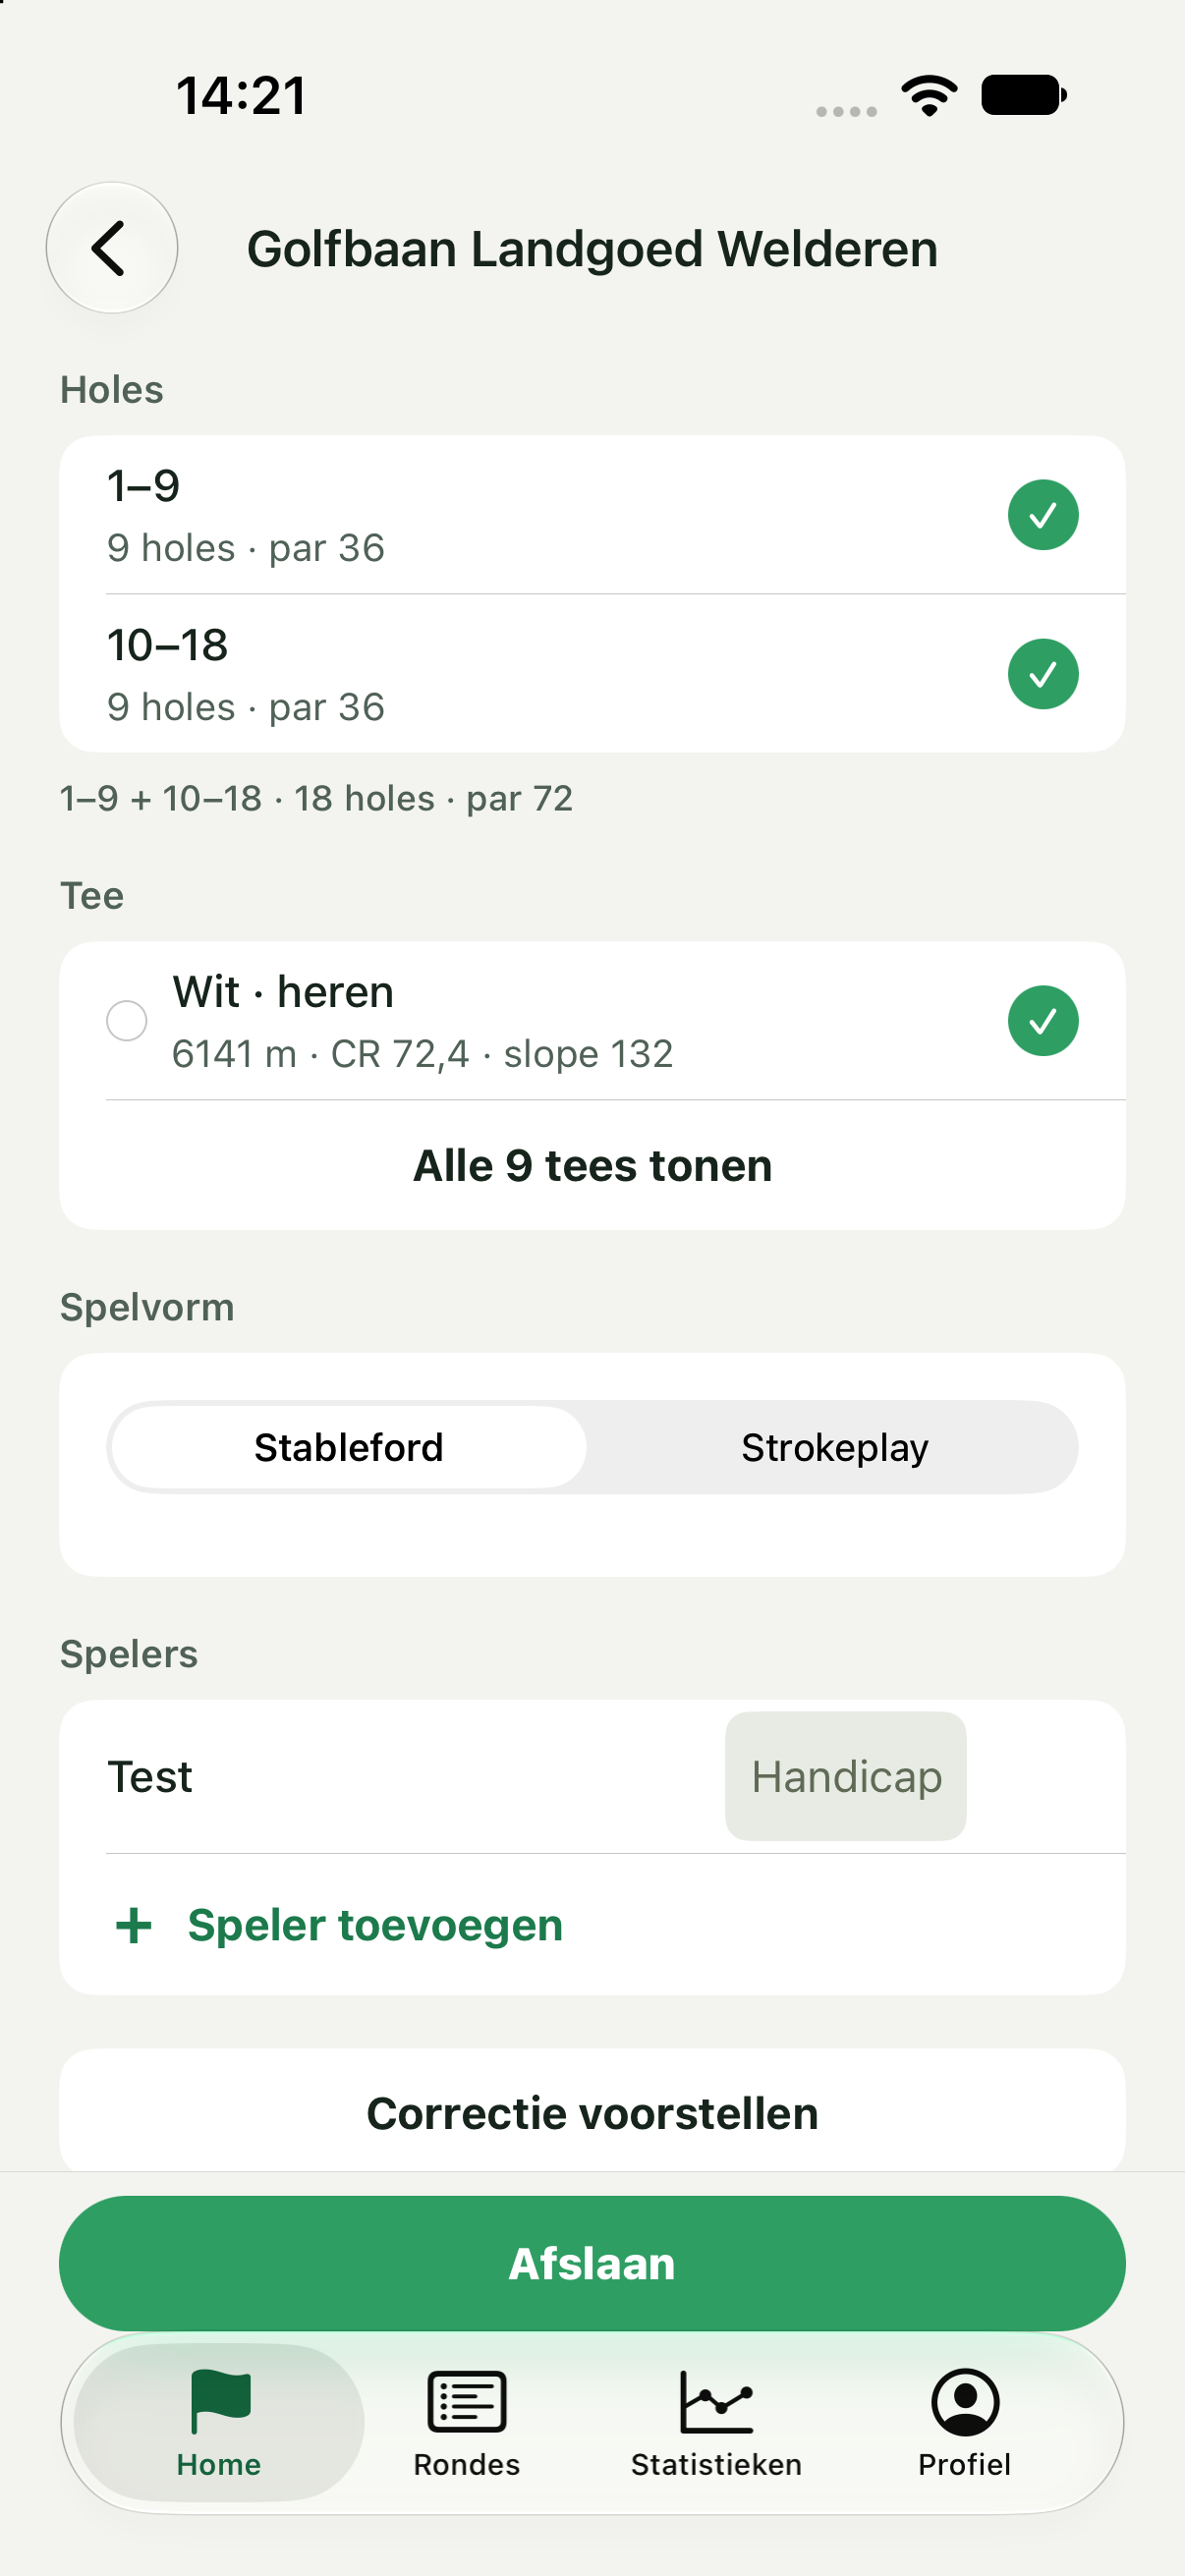 14:21
Golfbaan Landgoed Welderen
Holes
1–9
9 holes · par 36
10–18
9 holes · par 36
1–9 + 10–18 · 18 holes · par 72
Tee
Wit · heren
6141 m · CR 72,4 · slope 132
Alle 9 tees tonen
Spelvorm
Stableford Strokeplay
Spelers
Test Handicap
+ Speler toevoegen
Correctie voorstellen
Afslaan
Home Rondes Statistieken Profiel